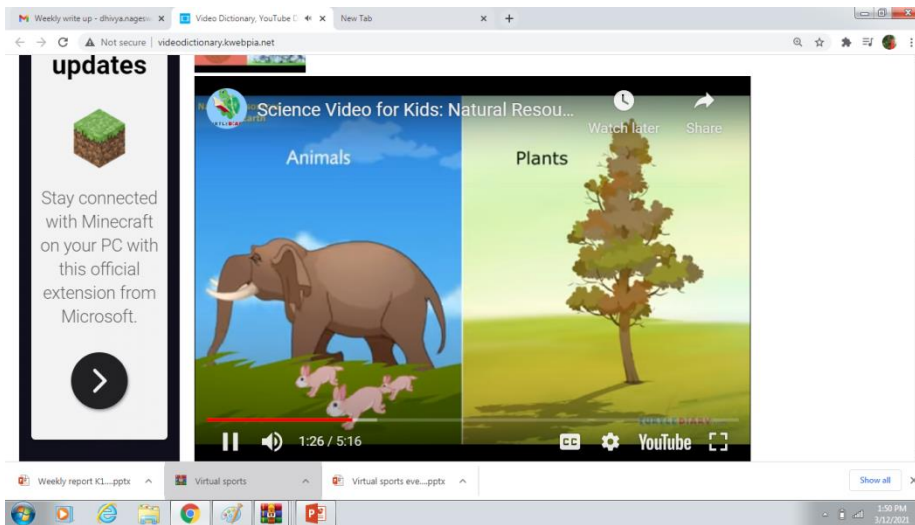 Weekly write up - dhivya.nagesw
Video Dictionary, YouTube D
New Tab
Not secure | videodictionary.kwebpia.net
updates
Stay connected
with Minecraft
on your PC with
this official
extension from
Microsoft.
Science Video for Kids: Natural Resou...
Watch later
Share
Animals
Plants
TURTLEDIARY
1:26 / 5:16
CC
YouTube
Weekly report K1....pptx
Virtual sports
Virtual sports eve....pptx
Show all
1:50 PM
3/12/2021